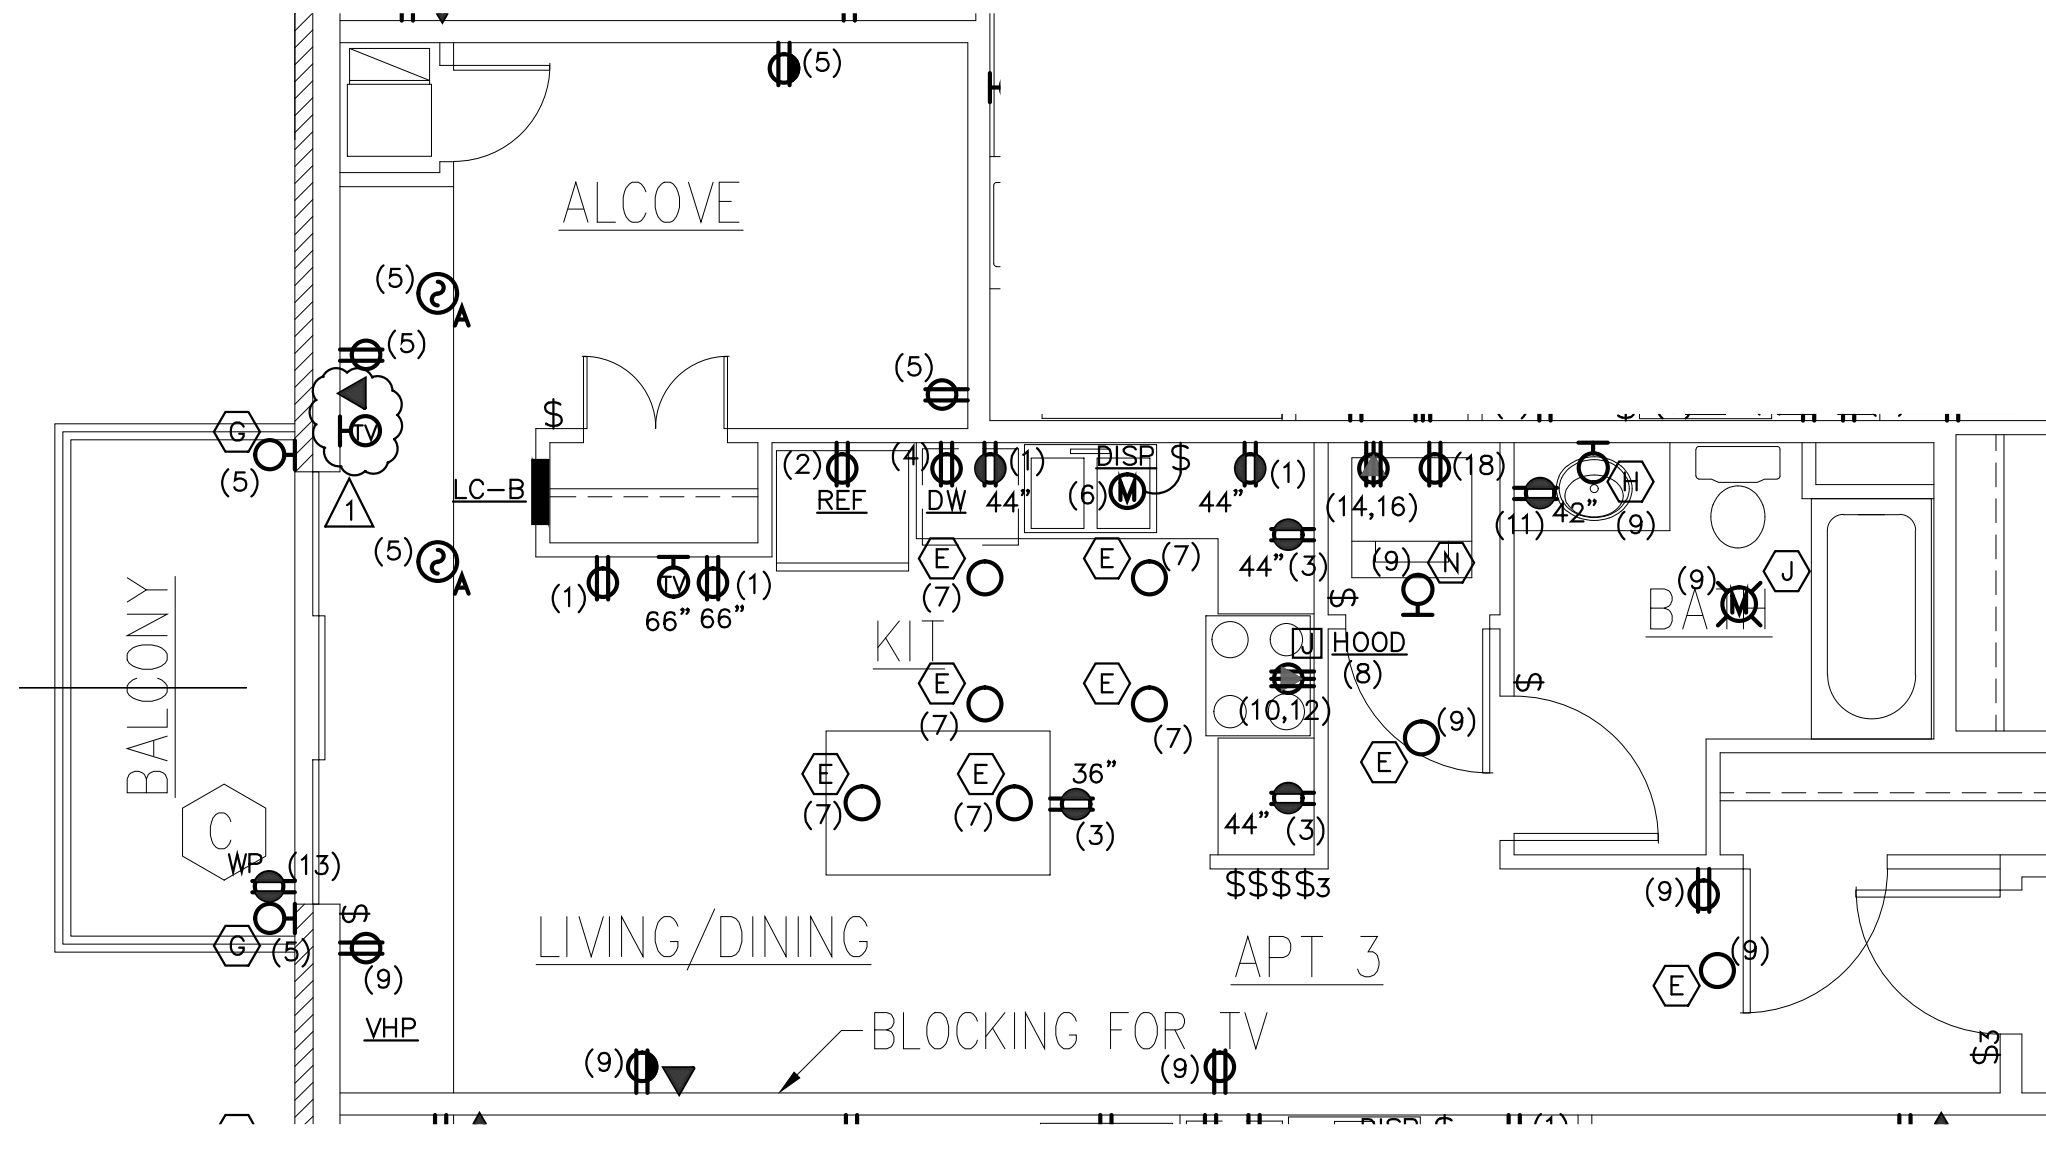 (5)
ALCOVE
(5)
A
(5)
(5)
$
TV
G
(5)
1
LC-B
(2)
REF
(4)
DW
(1)
44”
DISP $
(6)
M
44”
(1)
(14,16)
(18)
(11)
42”
H
(9)
(5)
A
(1)
TV
66”
66”
(1)
E
(7)
E
(7)
44”
(3)
(9)
N
$
(9)
M
J
BATH
BALCONY
KIT
J
HOOD
(8)
(10,12)
$
E
(7)
E
(7)
(9)
E
E
(7)
E
(7)
36”
(3)
44”
(3)
C
WP
(13)
$$$$3
(9)
G
(5)
$
(9)
LIVING/DINING
APT 3
(9)
E
VHP
BLOCKING FOR TV
$3
(9)
(9)
DISP $
(1)